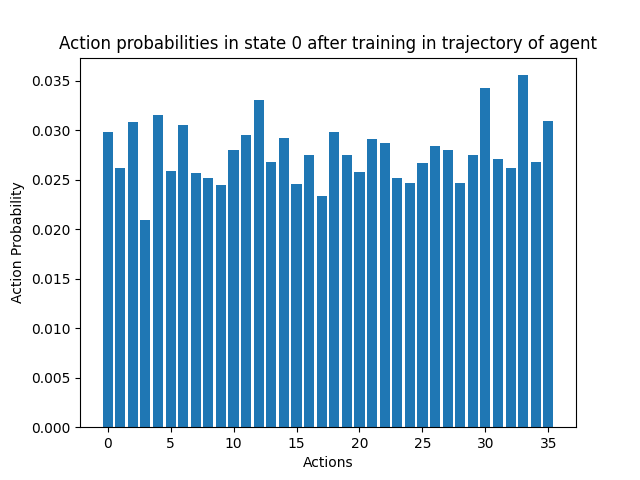 Action probabilities in state 0 after training in trajectory of agent
Action Probability
0.035
0.030
0.025
0.020
0.015
0.010
0.005
0.000
0 5 10 15 20 25 30 35
Actions